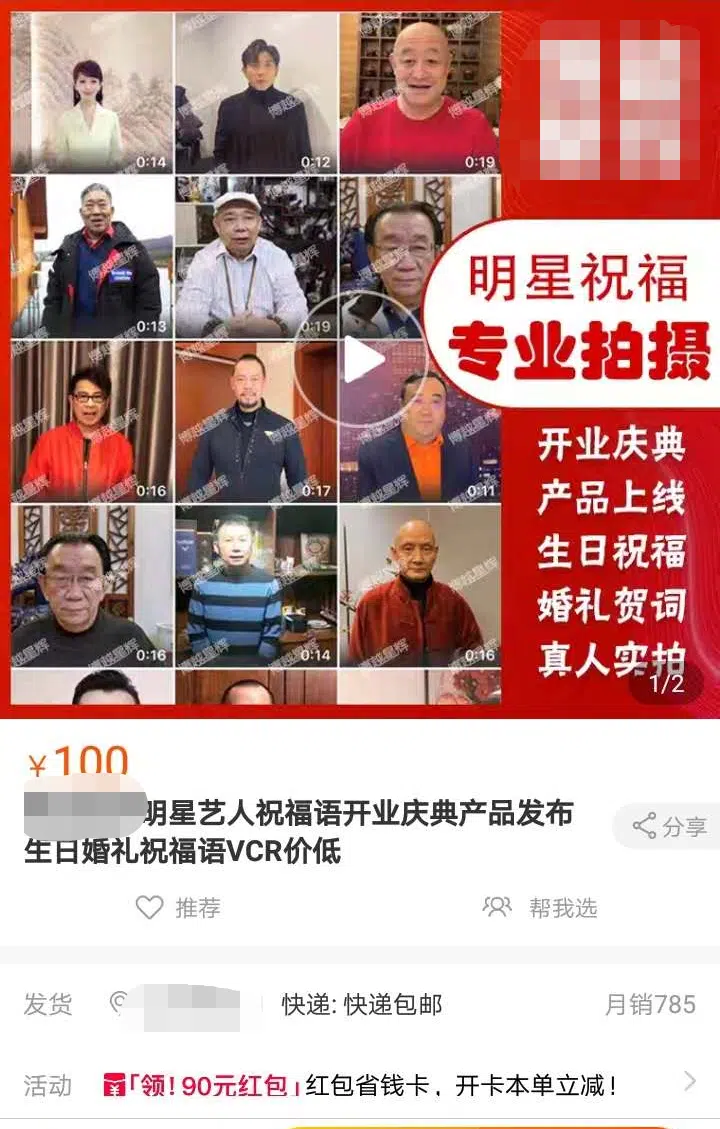 0:14
0:12
0:19
0:13
0:19
0:16
0:17
0:11
0:16
0:14
0:16
博越星辉
明星祝福
专业拍摄
开业庆典
产品上线
生日祝福
婚礼贺词
真人实拍
1/2
¥100
明星艺人祝福语开业庆典产品发布
生日婚礼祝福语VCR价低
分享
推荐
帮我选
发货
快递: 快递包邮
月销785
活动
「领!90元红包」红包省钱卡，开卡本单立减!